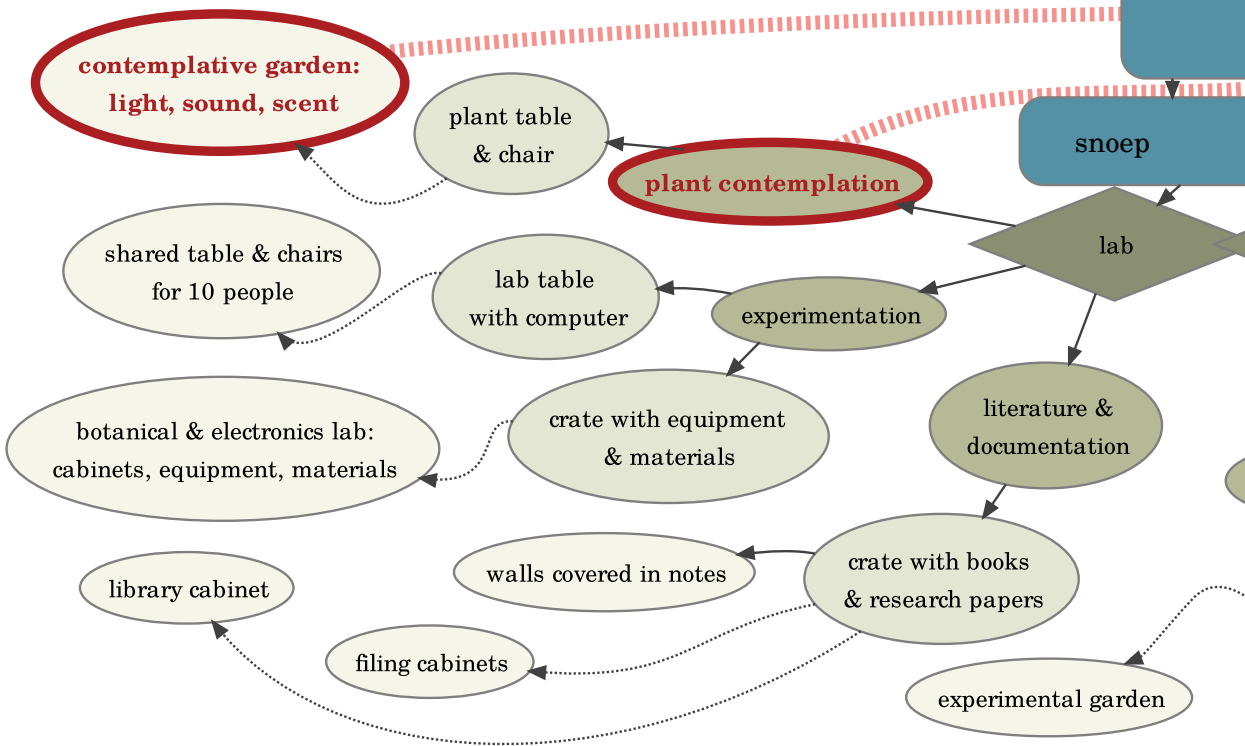 contemplative garden:
light, sound, scent
plant table
& chair
snoep
plant contemplation
shared table & chairs
for 10 people
lab
lab table
with computer
experimentation
literature &
documentation
crate with equipment
& materials
botanical & electronics lab:
cabinets, equipment, materials
crate with books
& research papers
walls covered in notes
library cabinet
filing cabinets
experimental garden